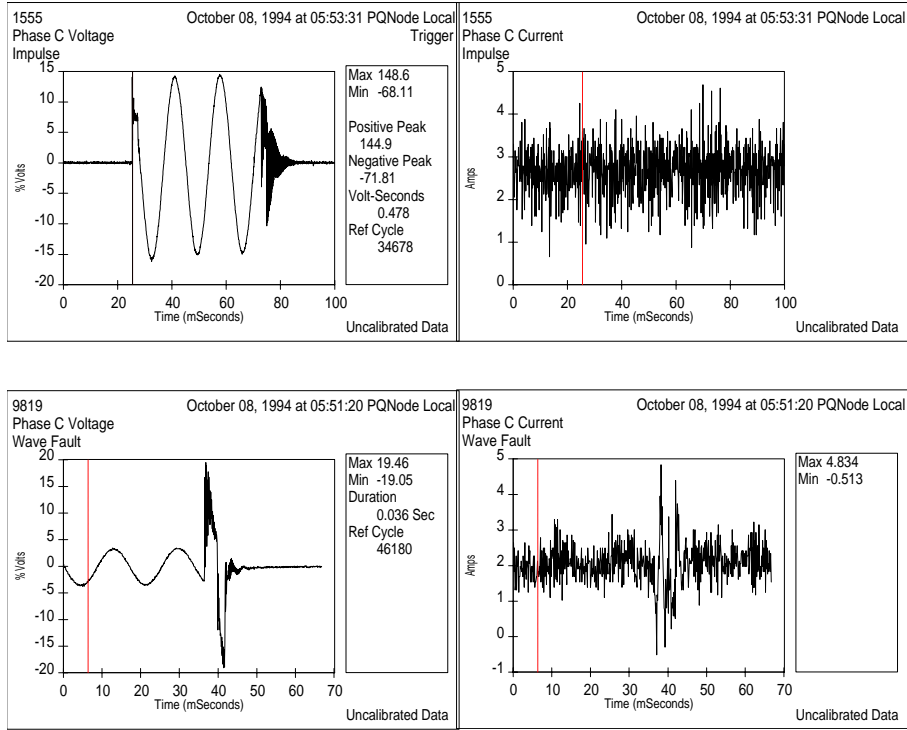 1555 October 08, 1994 at 05:53:31 PQNode Local
Phase C Voltage Trigger
Impulse
15
10
5
0
-5
-10
-15
-20
% Volts
0 20 40 60 80 100
Time (mSeconds)
Max 148.6
Min -68.11
Positive Peak
144.9
Negative Peak
-71.81
Volt-Seconds
0.478
Ref Cycle
34678
Uncalibrated Data
1555 October 08, 1994 at 05:53:31 PQNode Local
Phase C Current
Impulse
5
4
3
2
1
0
Amps
0 20 40 60 80 100
Time (mSeconds)
Uncalibrated Data
9819 October 08, 1994 at 05:51:20 PQNode Local
Phase C Voltage
Wave Fault
20
15
10
5
0
-5
-10
-15
-20
% Volts
0 10 20 30 40 50 60 70
Time (mSeconds)
Max 19.46
Min -19.05
Duration
0.036 Sec
Ref Cycle
46180
Uncalibrated Data
9819 October 08, 1994 at 05:51:20 PQNode Local
Phase C Current
Wave Fault
5
4
3
2
1
0
-1
Amps
0 10 20 30 40 50 60 70
Time (mSeconds)
Max 4.834
Min -0.513
Uncalibrated Data